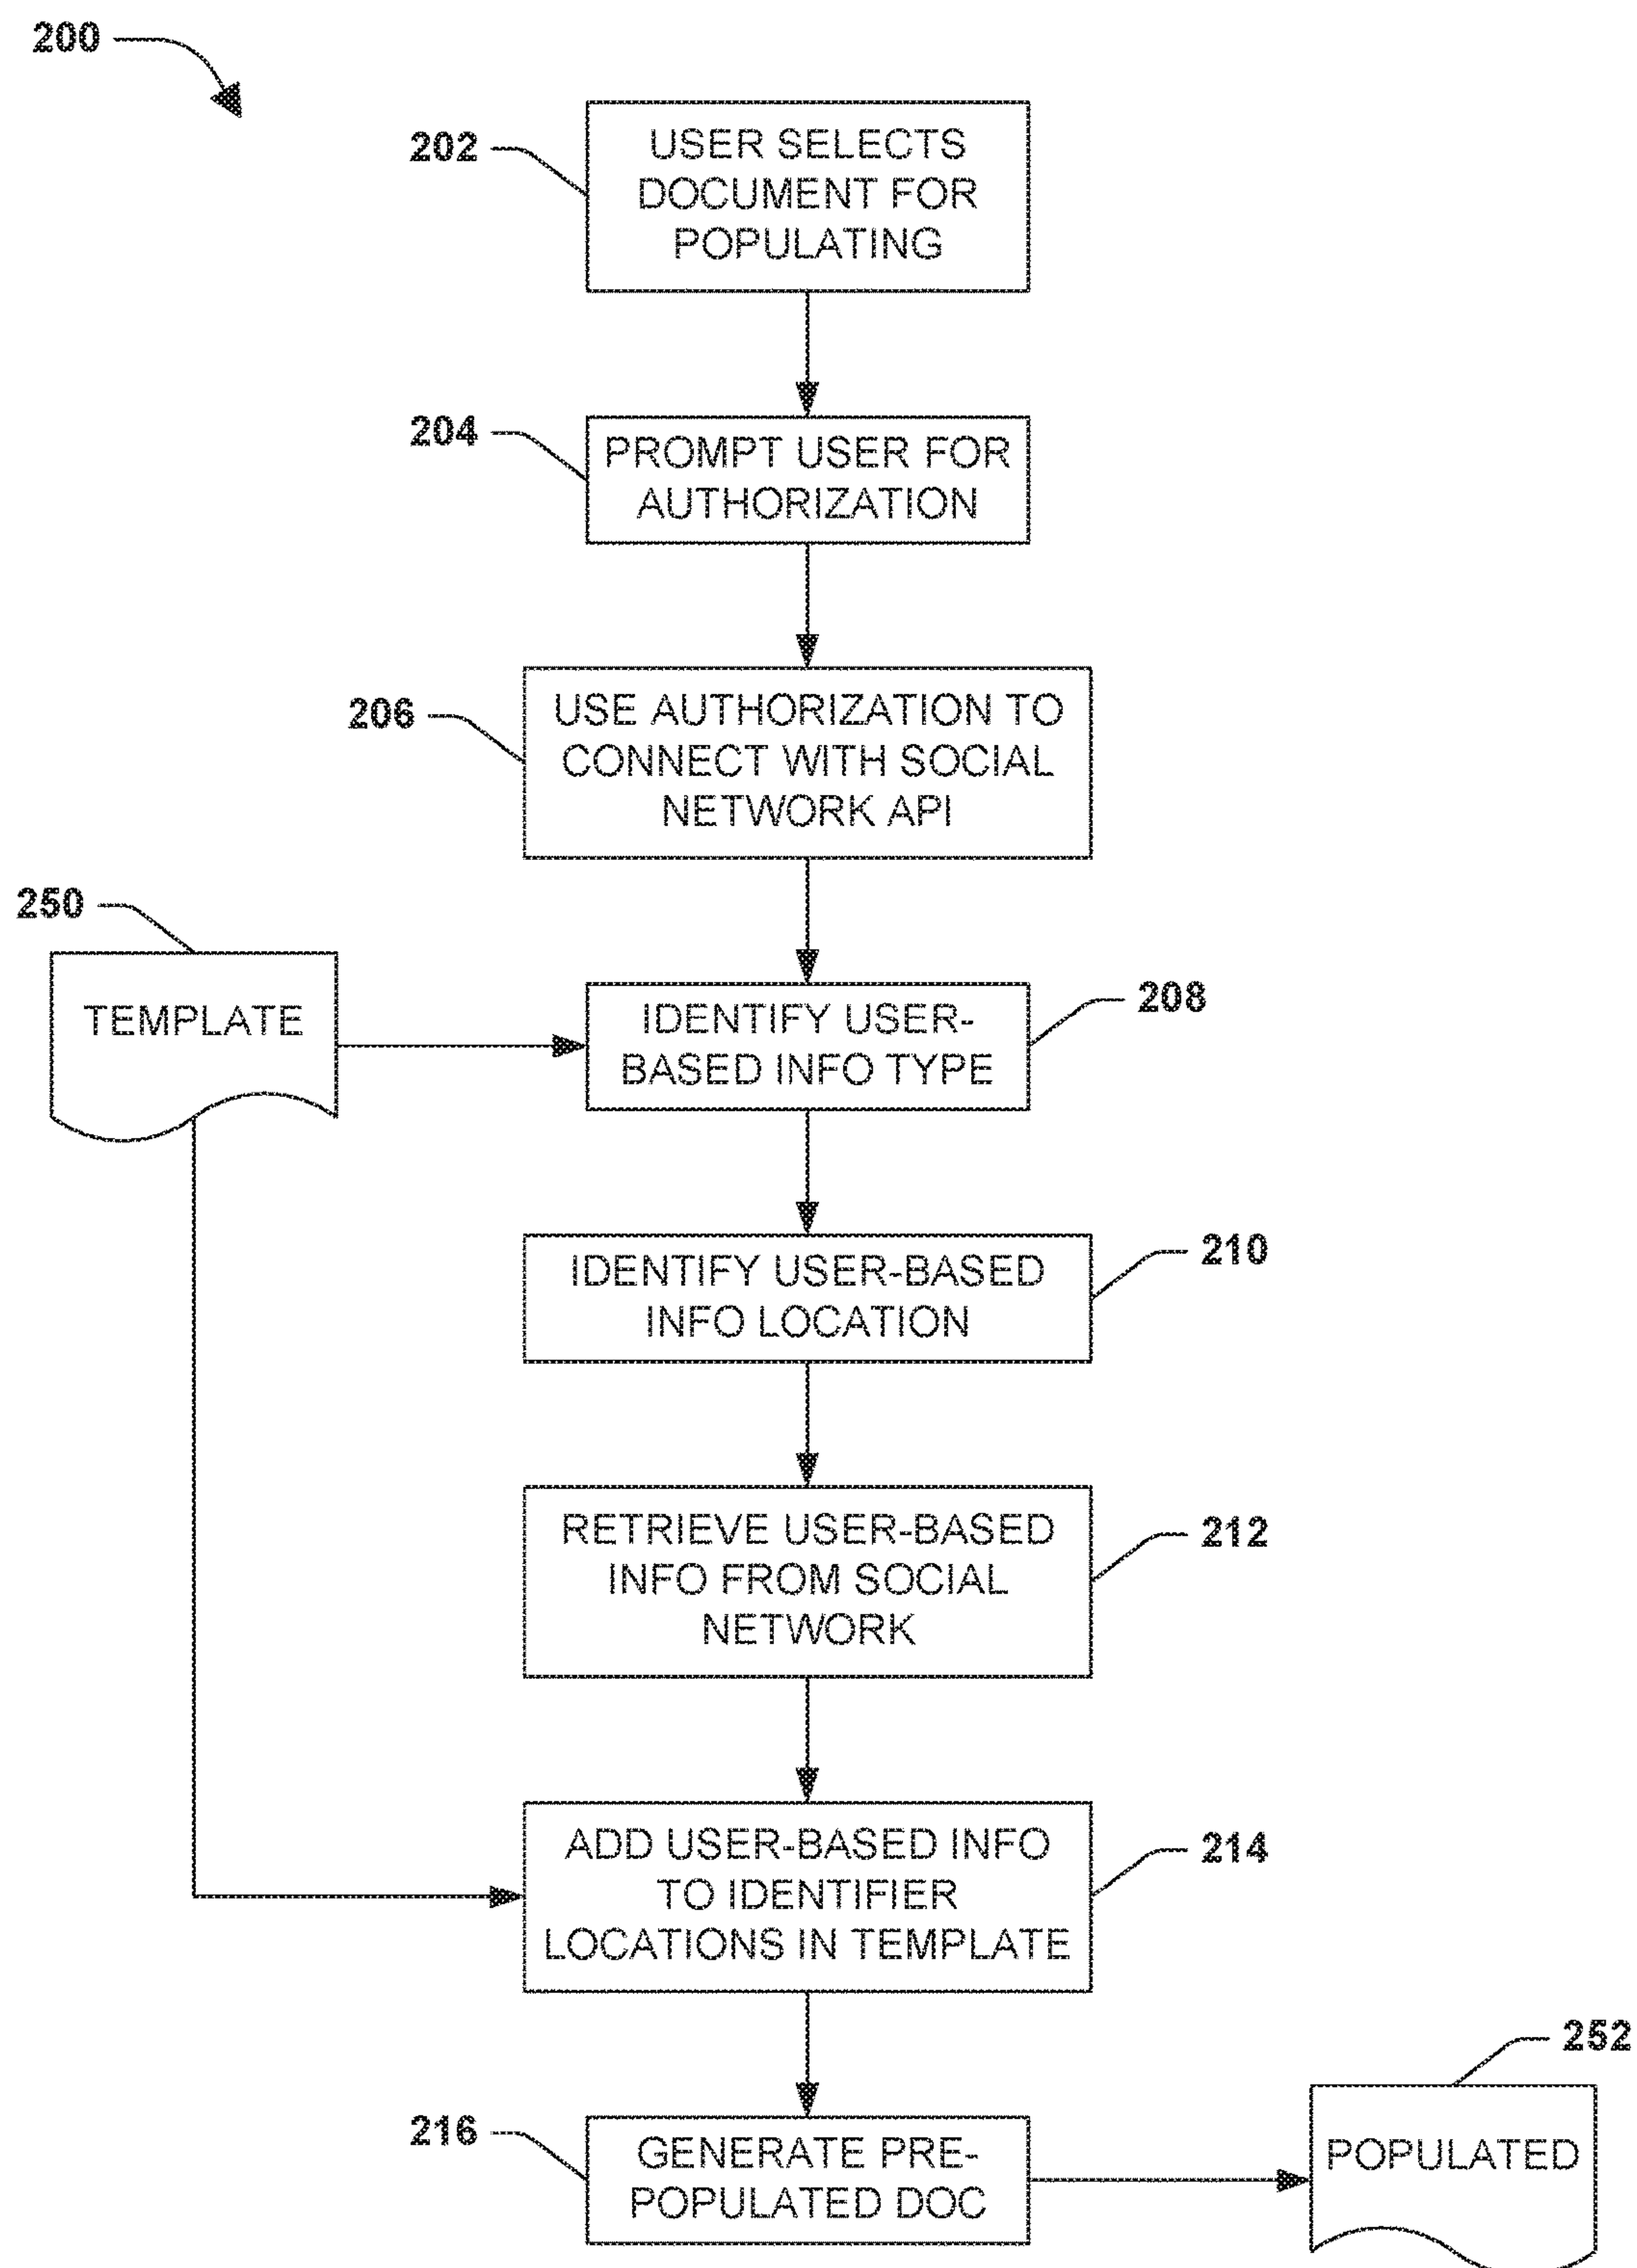 200
202
USER SELECTS
DOCUMENT FOR
POPULATING
204
PROMPT USER FOR
AUTHORIZATION
206
USE AUTHORIZATION TO
CONNECT WITH SOCIAL
NETWORK API
250
TEMPLATE
208
IDENTIFY USER-
BASED INFO TYPE
210
IDENTIFY USER-BASED
INFO LOCATION
212
RETRIEVE USER-BASED
INFO FROM SOCIAL
NETWORK
214
ADD USER-BASED INFO
TO IDENTIFIER
LOCATIONS IN TEMPLATE
216
GENERATE PRE-
POPULATED DOC
252
POPULATED